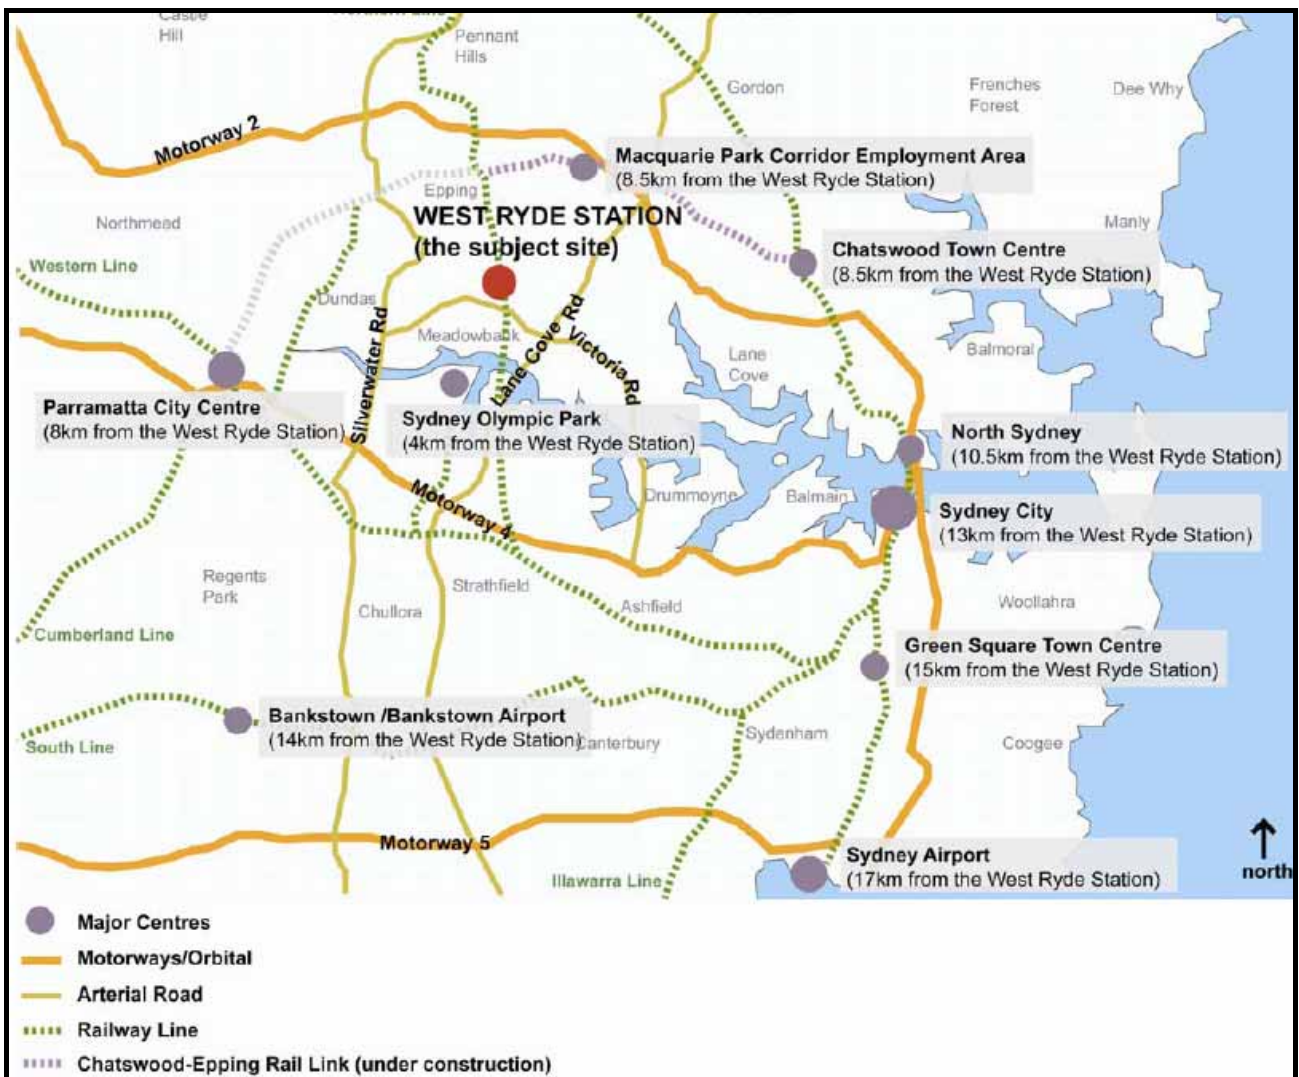 Castle
Hill
Northern Line
Pennant
Hills
Gordon
Frenches
Forest
Dee Why
Motorway 2
Macquarie Park Corridor Employment Area
(8.5km from the West Ryde Station)
Epping
Northmead
WEST RYDE STATION
(the subject site)
Manly
Chatswood Town Centre
(8.5km from the West Ryde Station)
Western Line
Dundas
Silverwater Rd
Meadowbank
Lane Cove Rd
Victoria Rd
Lane
Cove
Balmoral
Parramatta City Centre
(8km from the West Ryde Station)
Sydney Olympic Park
(4km from the West Ryde Station)
North Sydney
(10.5km from the West Ryde Station)
Motorway 4
Drummoyne
Balmain
Sydney City
(13km from the West Ryde Station)
Regents
Park
Strathfield
Chullora
Ashfield
Woollahra
Cumberland Line
Green Square Town Centre
(15km from the West Ryde Station)
Bankstown /Bankstown Airport
(14km from the West Ryde Station)
Canterbury
Sydenham
Coogee
South Line
Motorway 5
Illawarra Line
Sydney Airport
(17km from the West Ryde Station)
north
Major Centres
Motorways/Orbital
Arterial Road
Railway Line
Chatswood-Epping Rail Link (under construction)